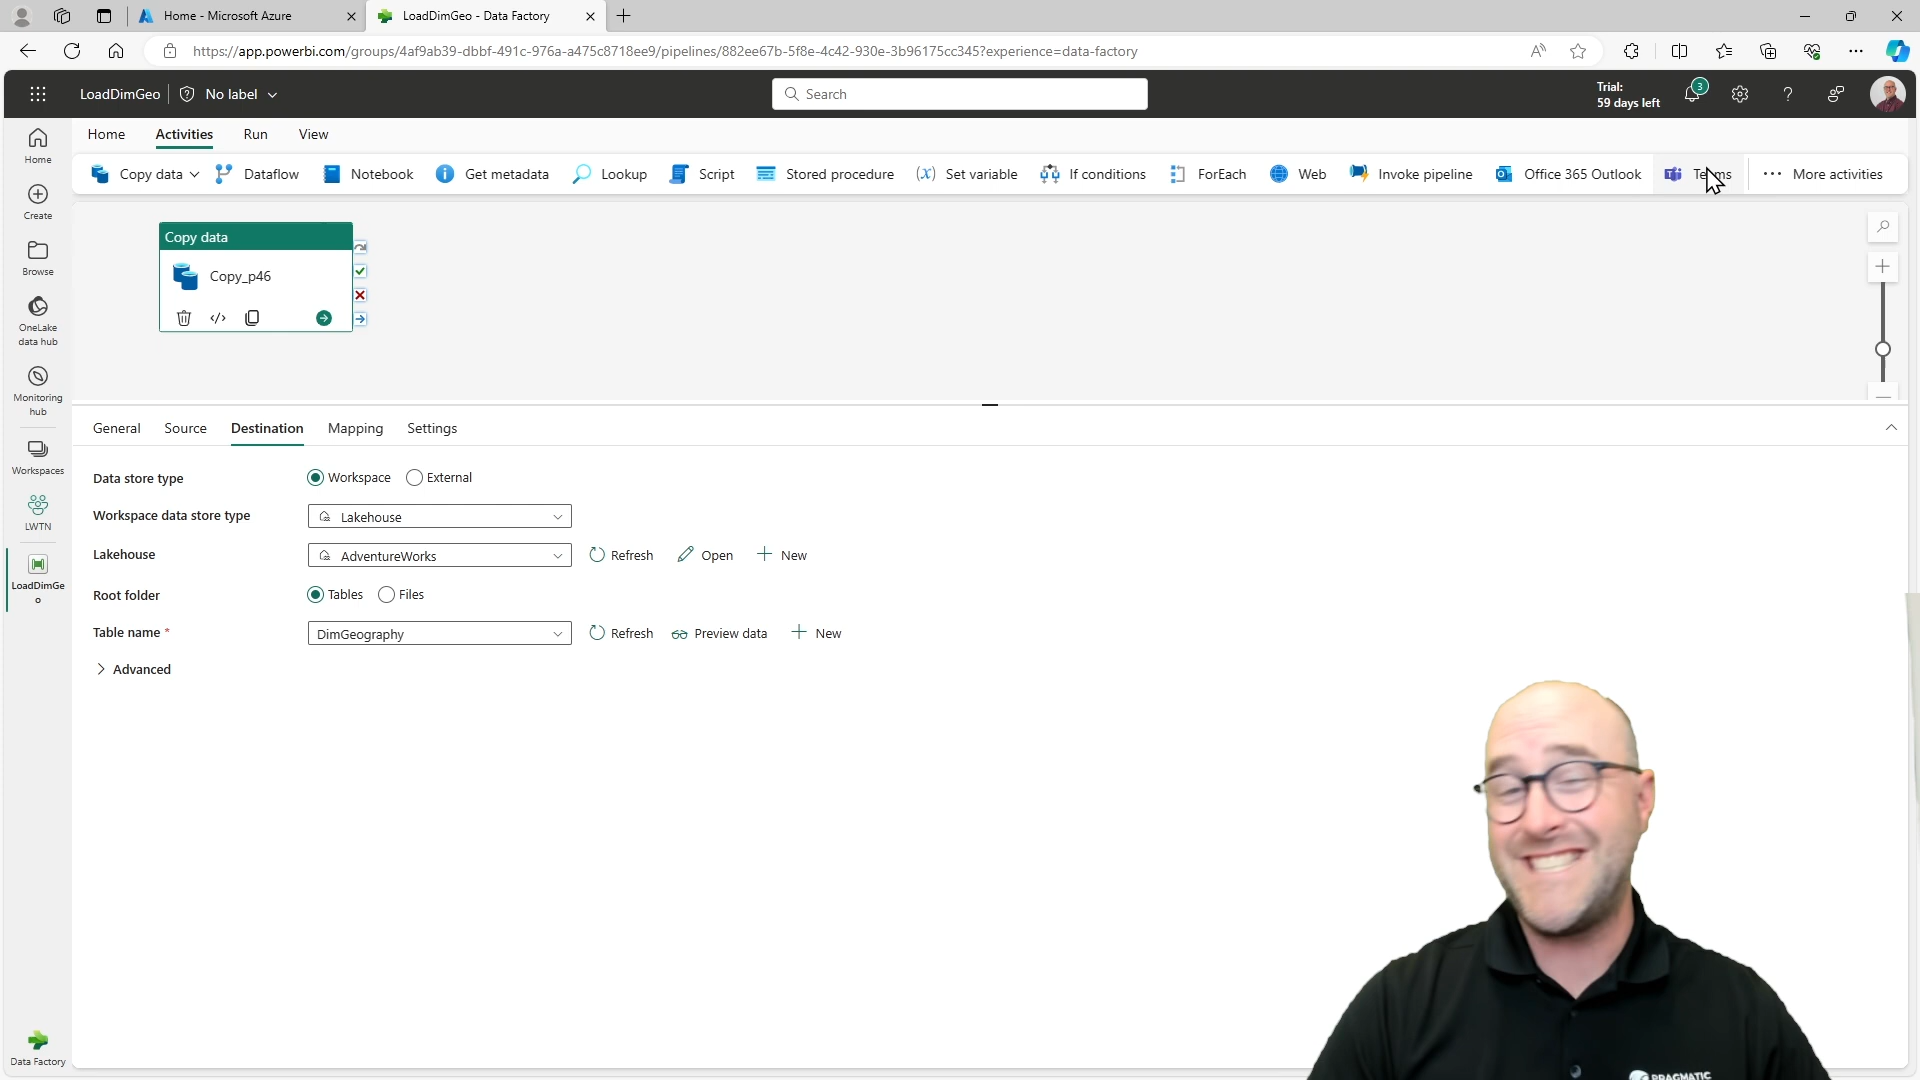 Home - Microsoft Azure
LoadDimGeo - Data Factory
https://app.powerbi.com/groups/4af9ab39-dbbf-491c-976a-a475c8718ee9/pipelines/882ee67b-5f8e-4c42-930e-3b96175cc345?experience=data-factory
LoadDimGeo
No label
Search
Trial:
59 days left
3
Home
Activities
Run
View
Copy data
Dataflow
Notebook
Get metadata
Lookup
Script
Stored procedure
Set variable
If conditions
ForEach
Web
Invoke pipeline
Office 365 Outlook
More activities
Home
Create
Browse
OneLake
data hub
Monitoring
hub
Workspaces
LWTN
LoadDimGe
o
Data Factory
Copy data
Copy_p46
General
Source
Destination
Mapping
Settings
Data store type
Workspace
External
Workspace data store type
Lakehouse
Lakehouse
AdventureWorks
Refresh
Open
New
Root folder
Tables
Files
Table name *
DimGeography
Refresh
Preview data
New
Advanced
PRAGMATIC